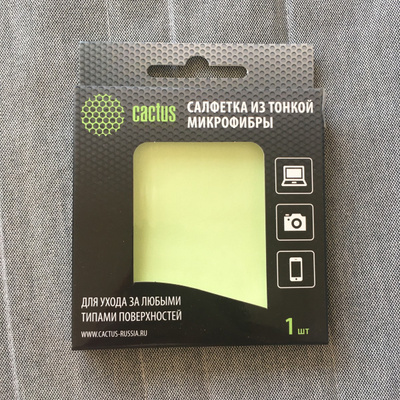 cactus
САЛФЕТКА ИЗ ТОНКОЙ
МИКРОФИБРЫ
ДЛЯ УХОДА ЗА ЛЮБЫМИ
ТИПАМИ ПОВЕРХНОСТЕЙ
WWW.CACTUS-RUSSIA.RU
1 шт